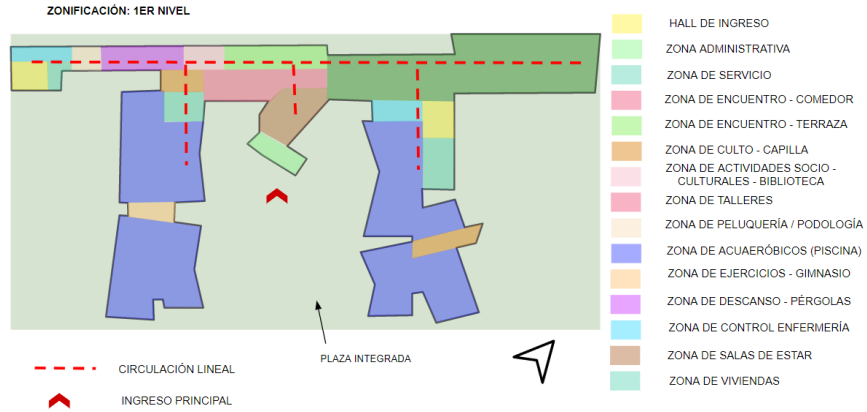 ZONIFICACIÓN: 1ER NIVEL
HALL DE INGRESO
ZONA ADMINISTRATIVA
ZONA DE SERVICIO
ZONA DE ENCUENTRO - COMEDOR
ZONA DE ENCUENTRO - TERRAZA
ZONA DE CULTO - CAPILLA
ZONA DE ACTIVIDADES SOCIO -
CULTURALES - BIBLIOTECA
ZONA DE TALLERES
ZONA DE PELUQUERÍA / PODOLOGÍA
ZONA DE ACUAERÓBICOS (PISCINA)
ZONA DE EJERCICIOS - GIMNASIO
ZONA DE DESCANSO - PÉRGOLAS
ZONA DE CONTROL ENFERMERÍA
ZONA DE SALAS DE ESTAR
ZONA DE VIVIENDAS
PLAZA INTEGRADA
CIRCULACIÓN LINEAL
INGRESO PRINCIPAL